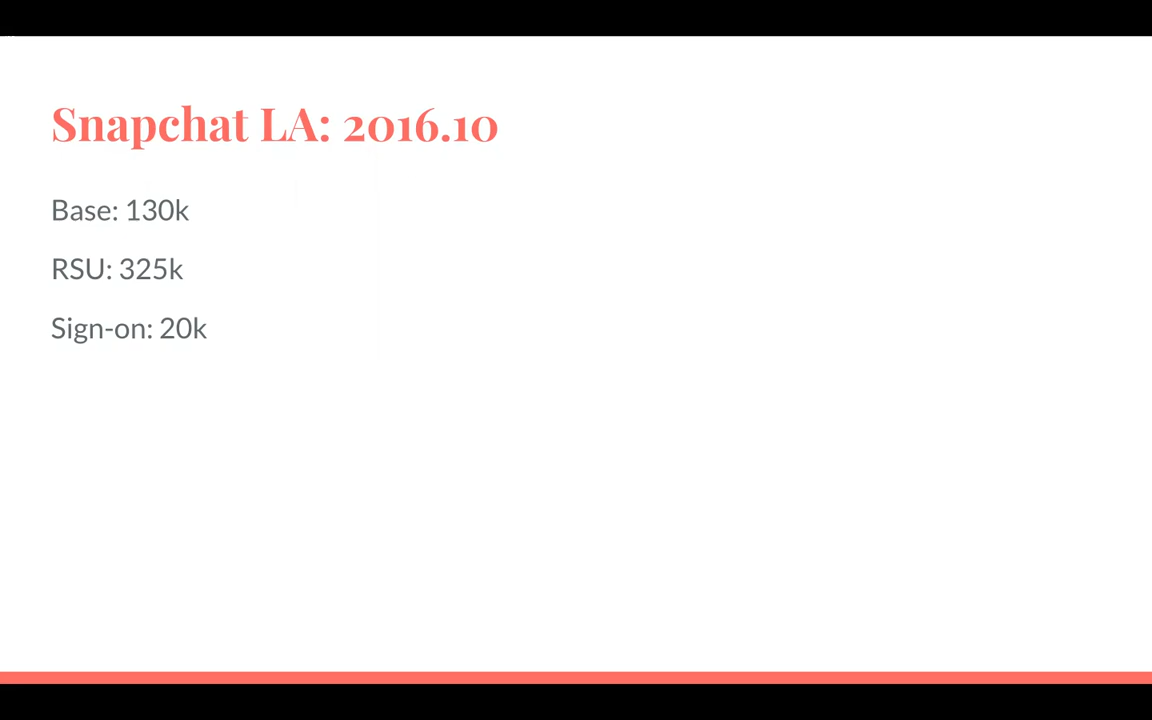 Snapchat LA: 2016.10
Base: 130k
RSU: 325k
Sign-on: 20k